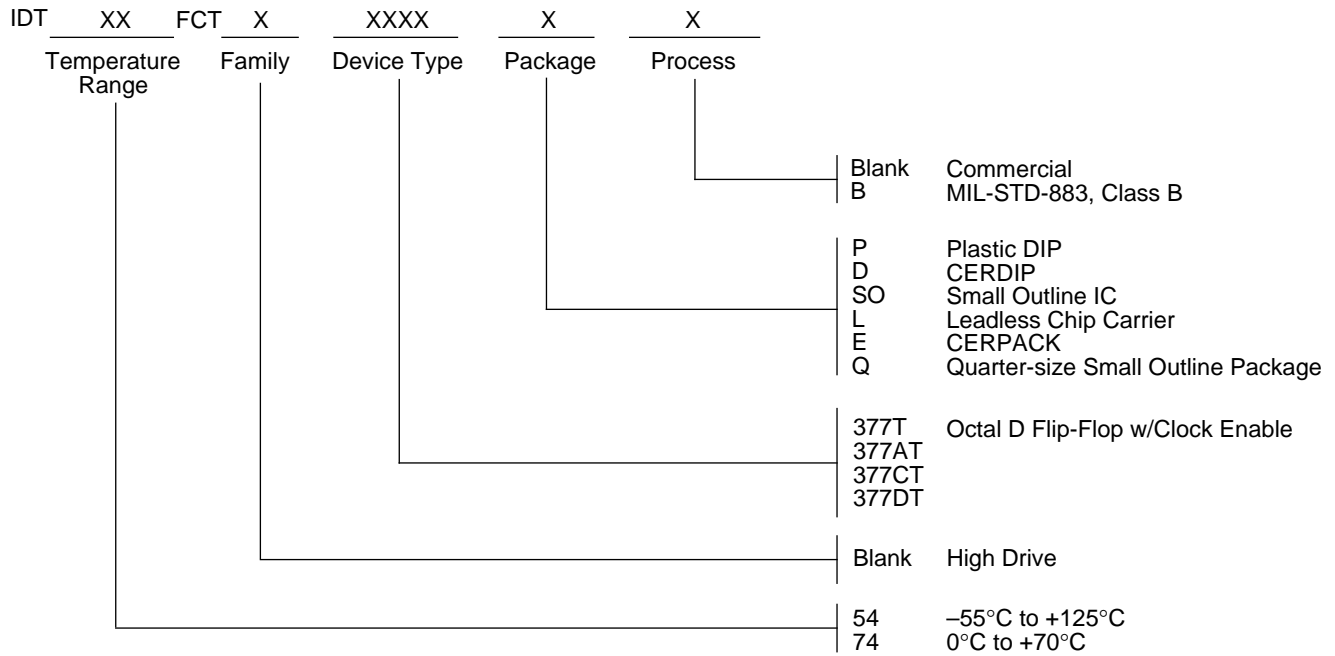 IDT XX FCT X XXXX X X
Temperature Range Family Device Type Package Process
Blank Commercial
B MIL-STD-883, Class B
P Plastic DIP
D CERDIP
SO Small Outline IC
L Leadless Chip Carrier
E CERPACK
Q Quarter-size Small Outline Package
377T Octal D Flip-Flop w/Clock Enable
377AT
377CT
377DT
Blank High Drive
54 –55°C to +125°C
74 0°C to +70°C